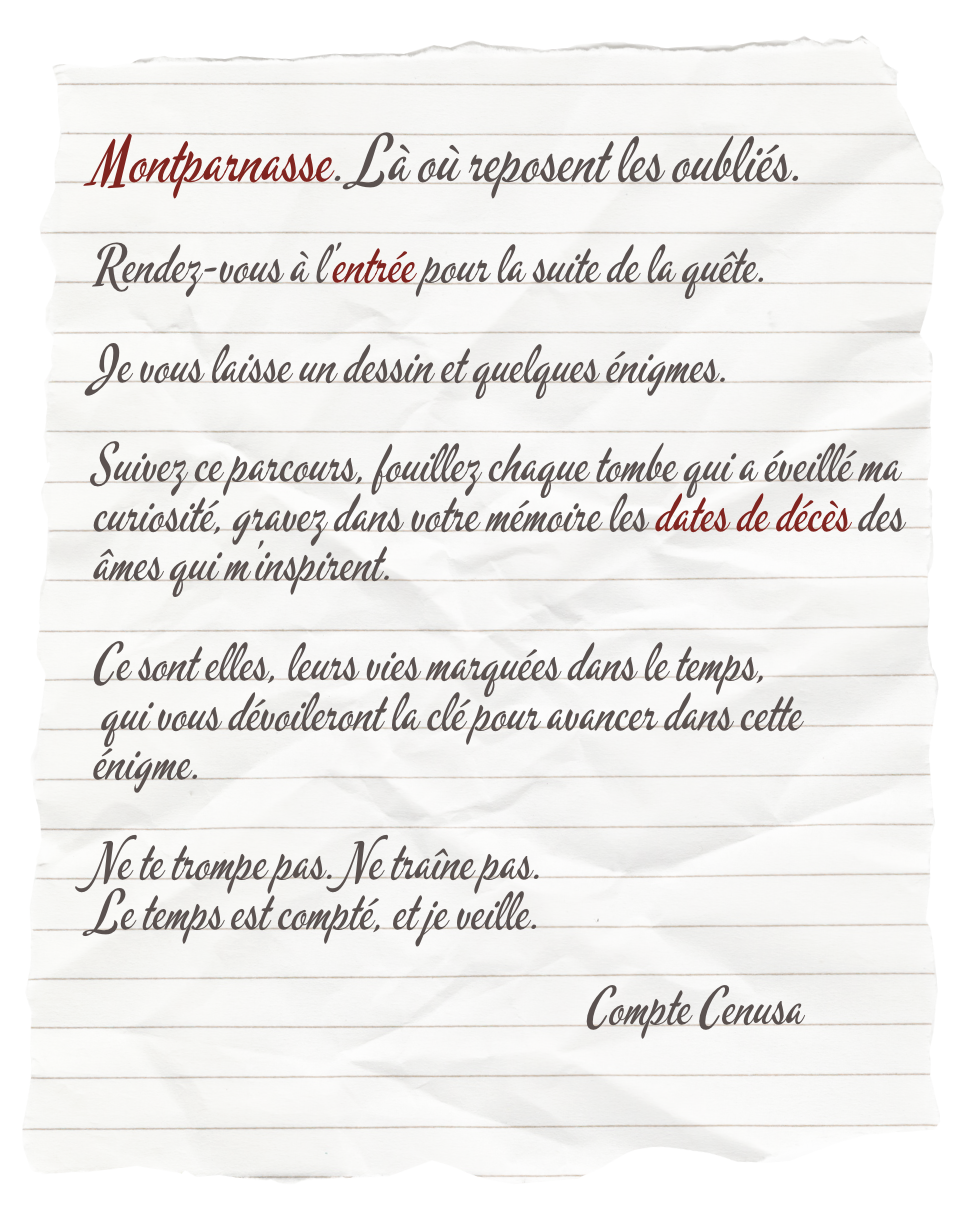 Montparnasse. Là où reposent les oubliés.
Rendez-vous à l'entrée pour la suite de la quête.
Je vous laisse un dessin et quelques énigmes.
Suivez ce parcours, fouillez chaque tombe qui a éveillé ma
curiosité, gravez dans votre mémoire les dates de décès des
âmes qui m'inspirent.
Ce sont elles, leurs vies marquées dans le temps,
qui vous dévoileront la clé pour avancer dans cette
énigme.
Ne te trompe pas. Ne traîne pas.
Le temps est compté, et je veille.
Compte Cenusa